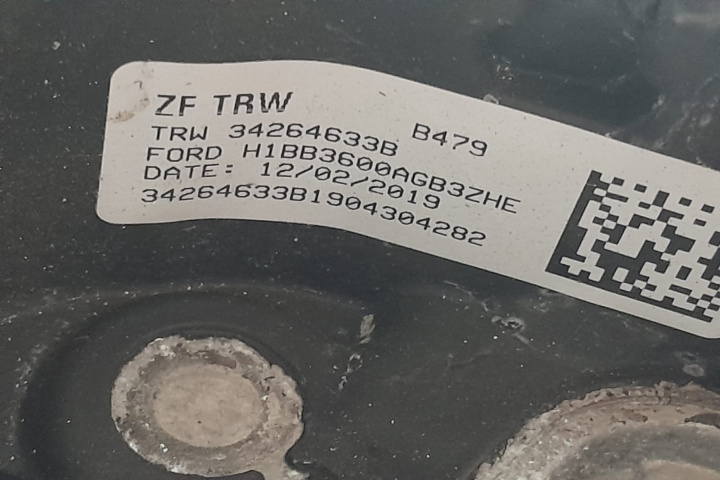 ZF TRW
TRW 34264633B B479
FORD H1BB3600AGB3ZHE
DATE: 12/02/2019
34264633B1904304282